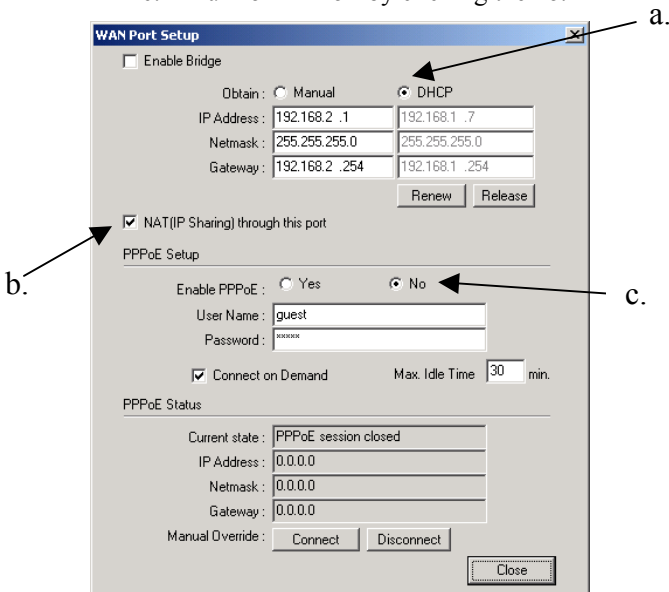 a.
WAN Port Setup
Enable Bridge
Obtain : Manual DHCP
IP Address : 192.168.2 .1 192.168.1 .7
Netmask : 255.255.255.0 255.255.255.0
Gateway : 192.168.2 .254 192.168.1 .254
Renew Release
NAT(IP Sharing) through this port
b.
PPPoE Setup
Enable PPPoE : Yes No
c.
User Name : guest
Password : *****
Connect on Demand Max. Idle Time 30 min.
PPPoE Status
Current state : PPPoE session closed
IP Address : 0.0.0.0
Netmask : 0.0.0.0
Gateway : 0.0.0.0
Manual Override : Connect Disconnect
Close